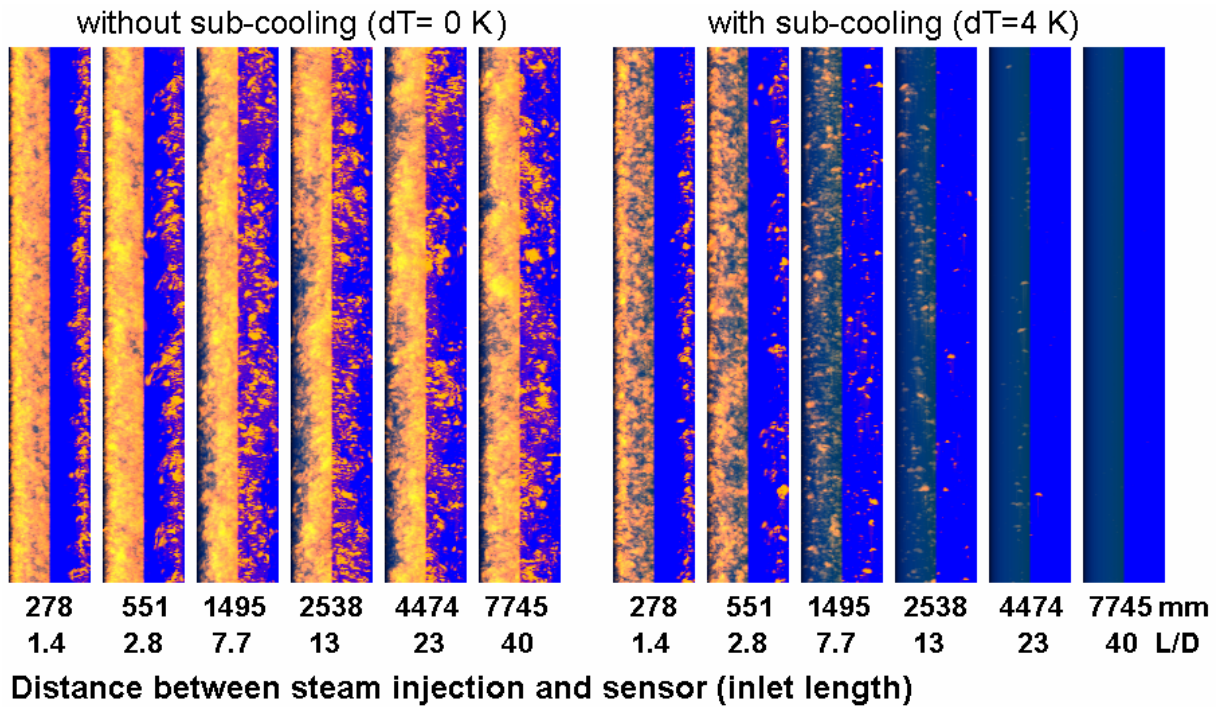 without sub-cooling (dT= 0 K)
with sub-cooling (dT=4 K)
278 551 1495 2538 4474 7745 278 551 1495 2538 4474 7745 mm
1.4 2.8 7.7 13 23 40 1.4 2.8 7.7 13 23 40 L/D
Distance between steam injection and sensor (inlet length)